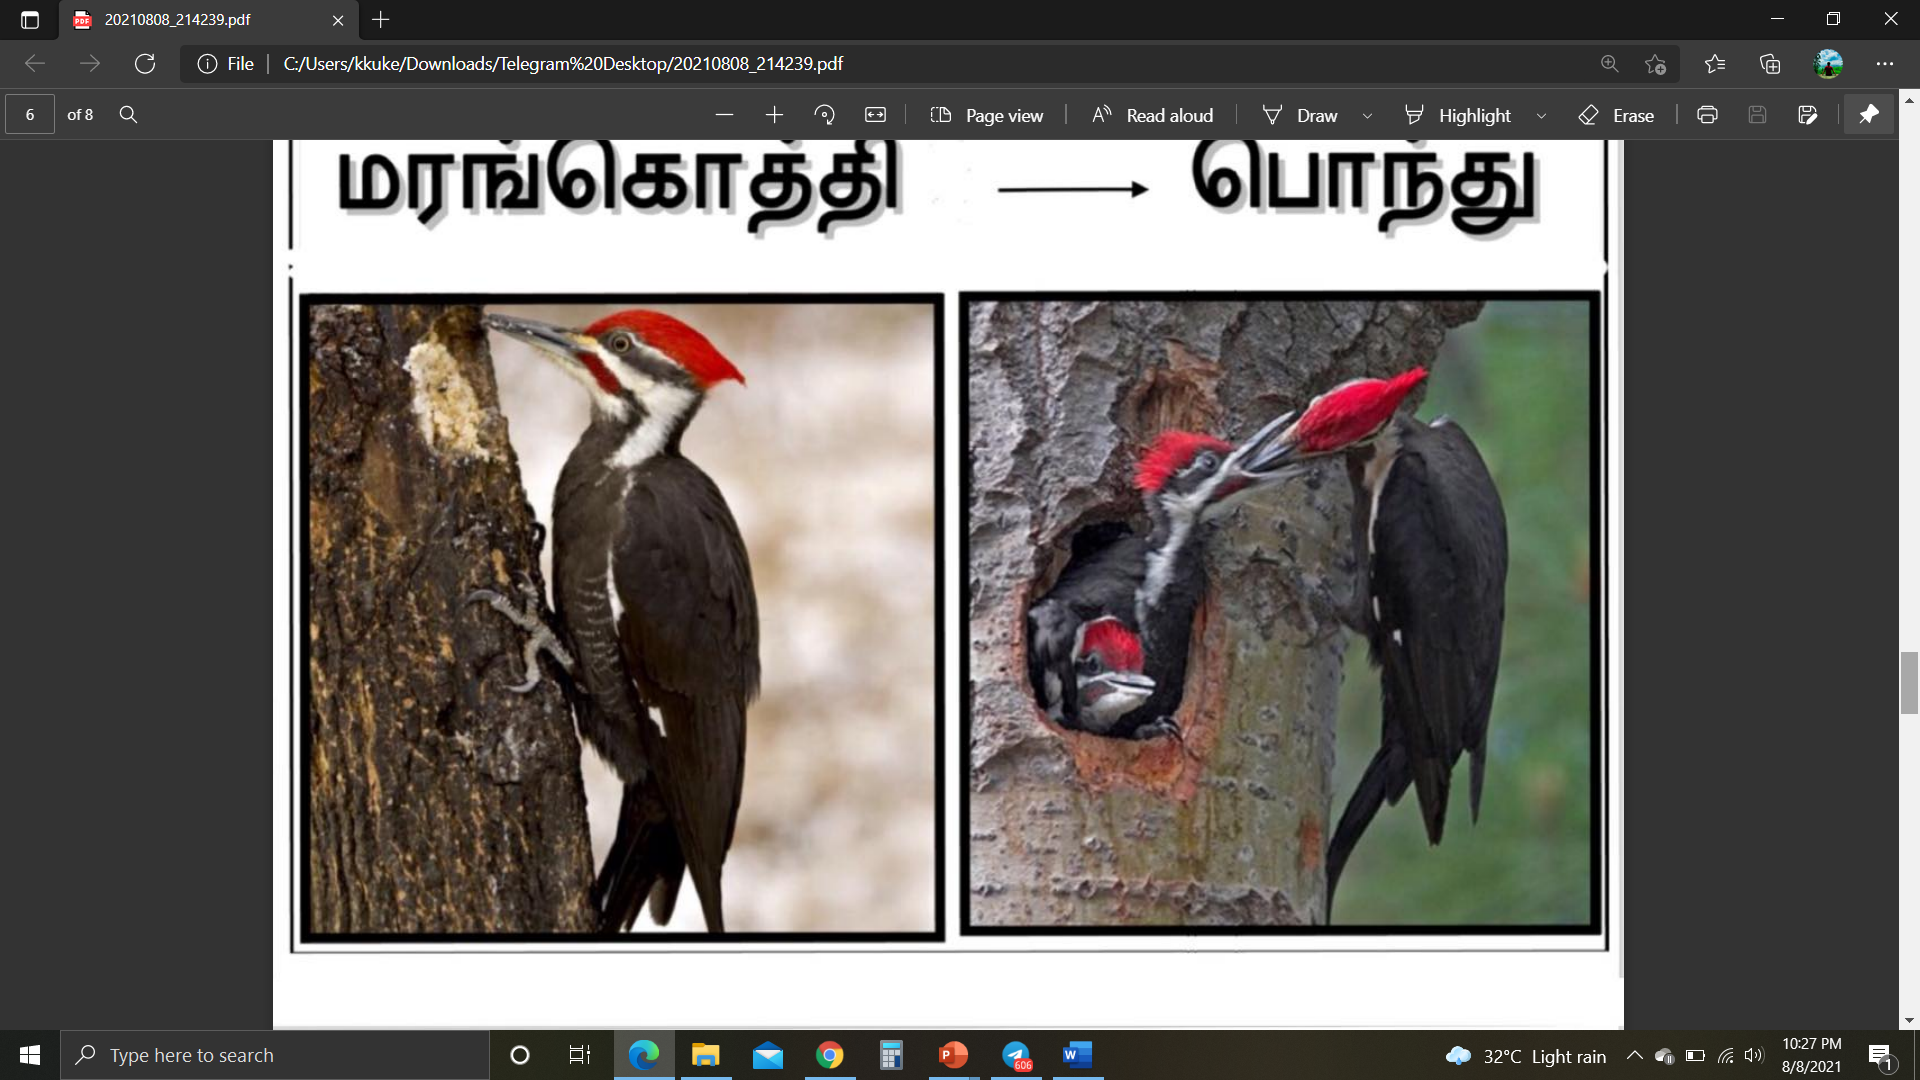 20210808_214239.pdf
File
C:/Users/kkuke/Downloads/Telegram%20Desktop/20210808_214239.pdf
6 of 8
Page view
Read aloud
Draw
Highlight
Erase
மரங்கொத்தி → பொந்து
Type here to search
606
32°C Light rain
10:27 PM
8/8/2021
1